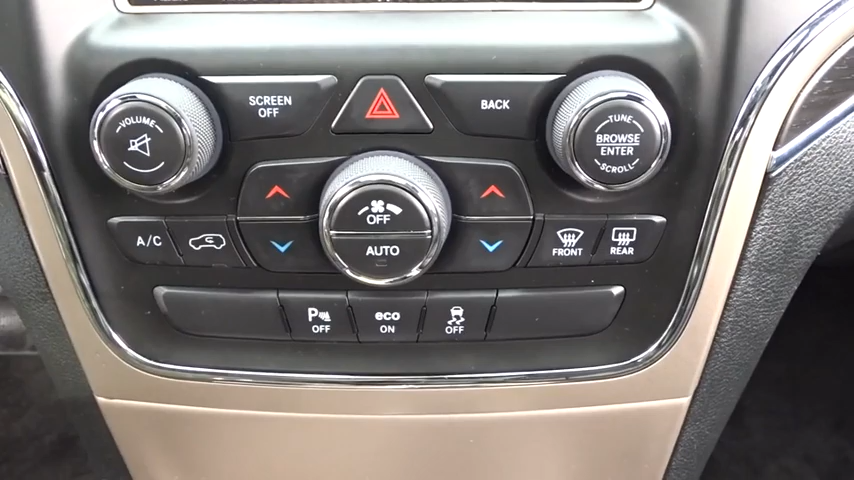 VOLUME
SCREEN
OFF
BACK
TUNE
BROWSE
ENTER
SCROLL
OFF
AUTO
A/C
FRONT
REAR
P
OFF
eco
ON
OFF